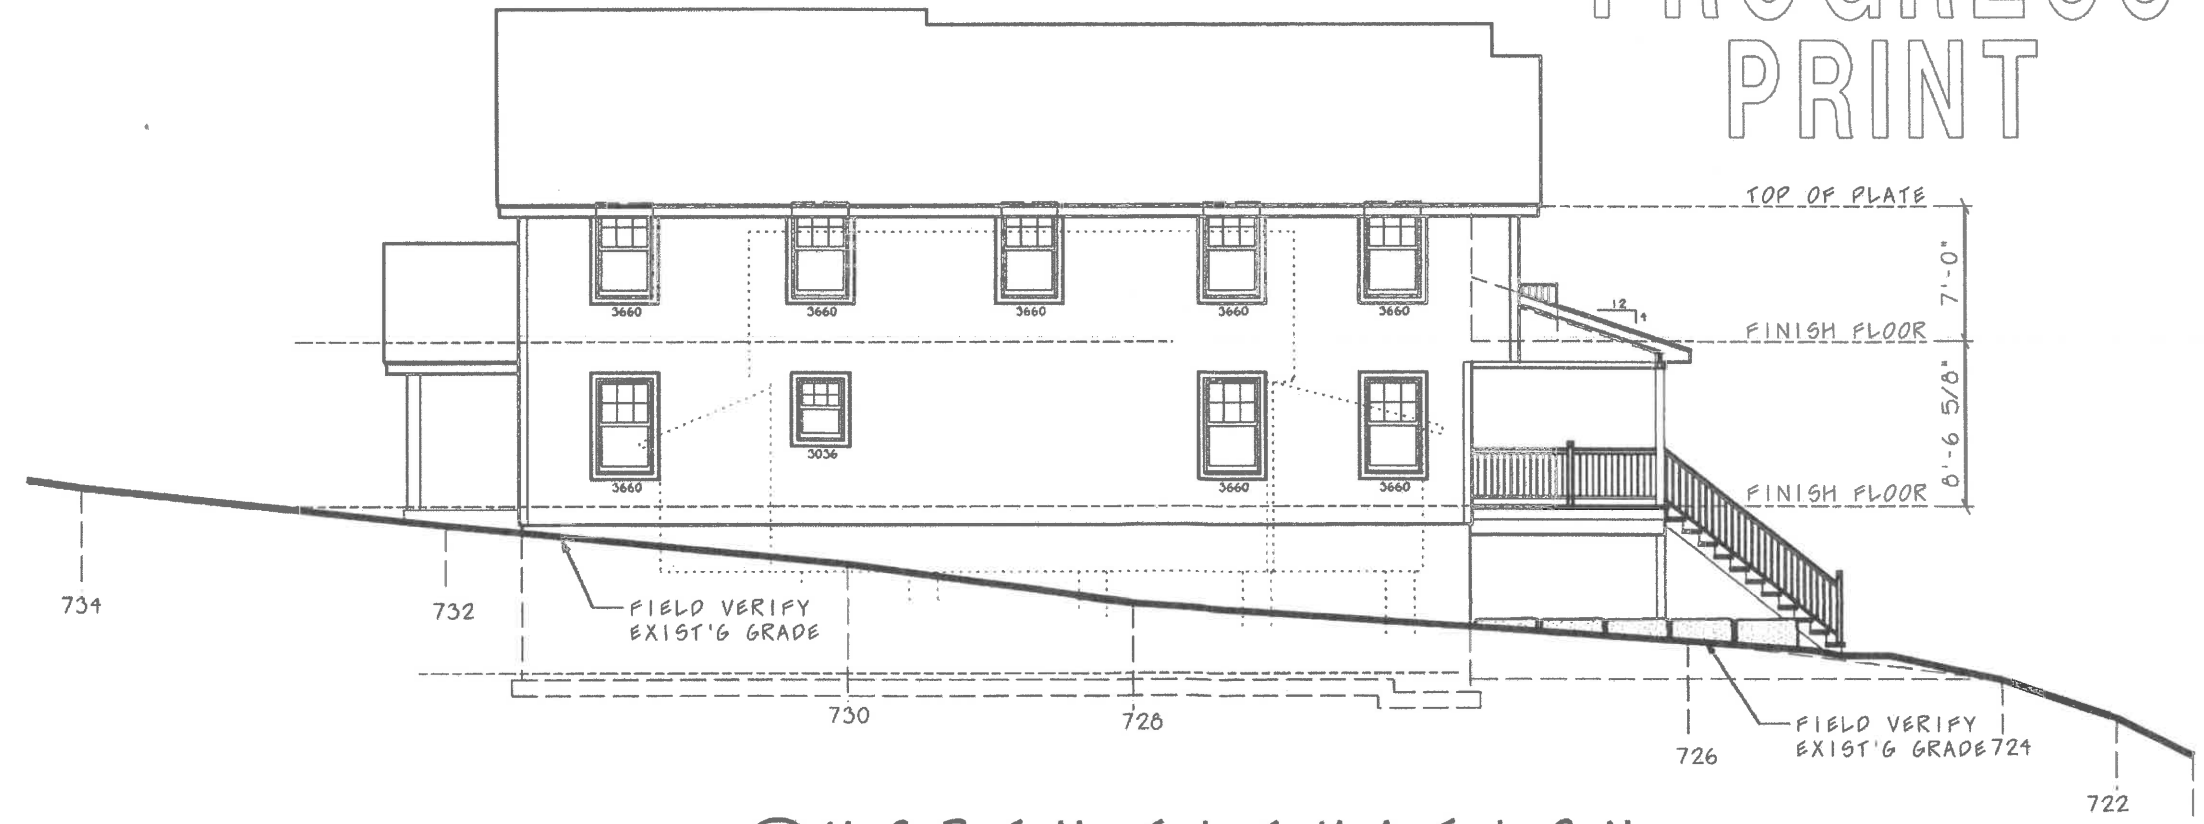 PRINT
TOP OF PLATE
7'-0"
12
4
3660 3660 3660 3660 3660
FINISH FLOOR
8'-6 5/8"
3036
3660 3660 3660
FINISH FLOOR
734
732
FIELD VERIFY
EXIST'G GRADE
730
728
726
FIELD VERIFY
EXIST'G GRADE 724
722